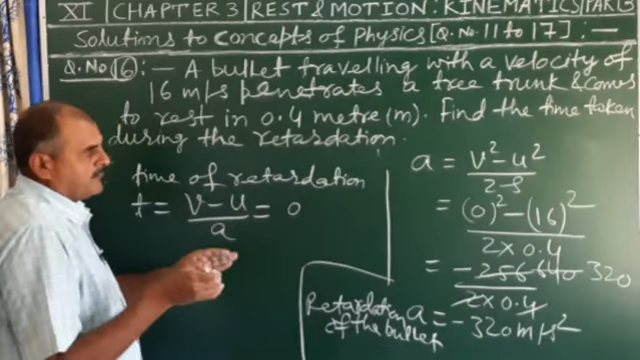 XI CHAPTER 3 REST & MOTION: KINEMATICS PART
Solutions to Concepts of Physics [Q. No. 11 to 17] :—
Q. No. 16 :— A bullet travelling with a velocity of
16 m/s penetrates a tree trunk & Comes
to rest in 0.4 metre (m). Find the time taken
during the retardation.
time of retardation
t = V - u / a = 0
a = V² - u² / 2 s
= (0)² - (16)² / 2 × 0.4
= - 256 640 320 / 2 × 0.4
Retardation a = - 320 m/s²
of the bullet